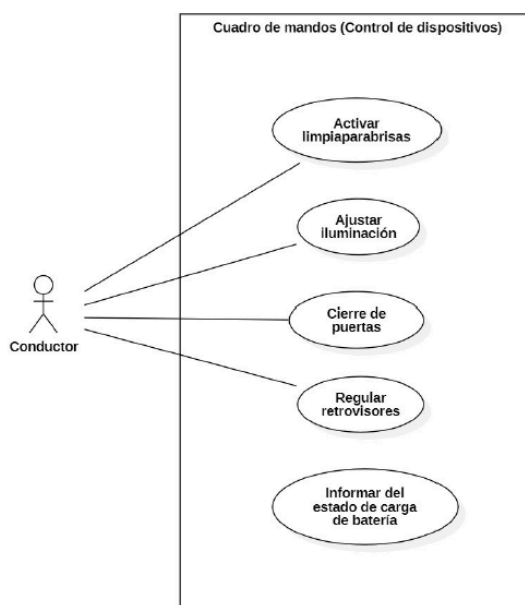 Cuadro de mandos (Control de dispositivos)
Activar
limpiaparabrisas
Ajustar
iluminación
Cierre de
puertas
Conductor
Regular
retrovisores
Informar del
estado de carga
de batería